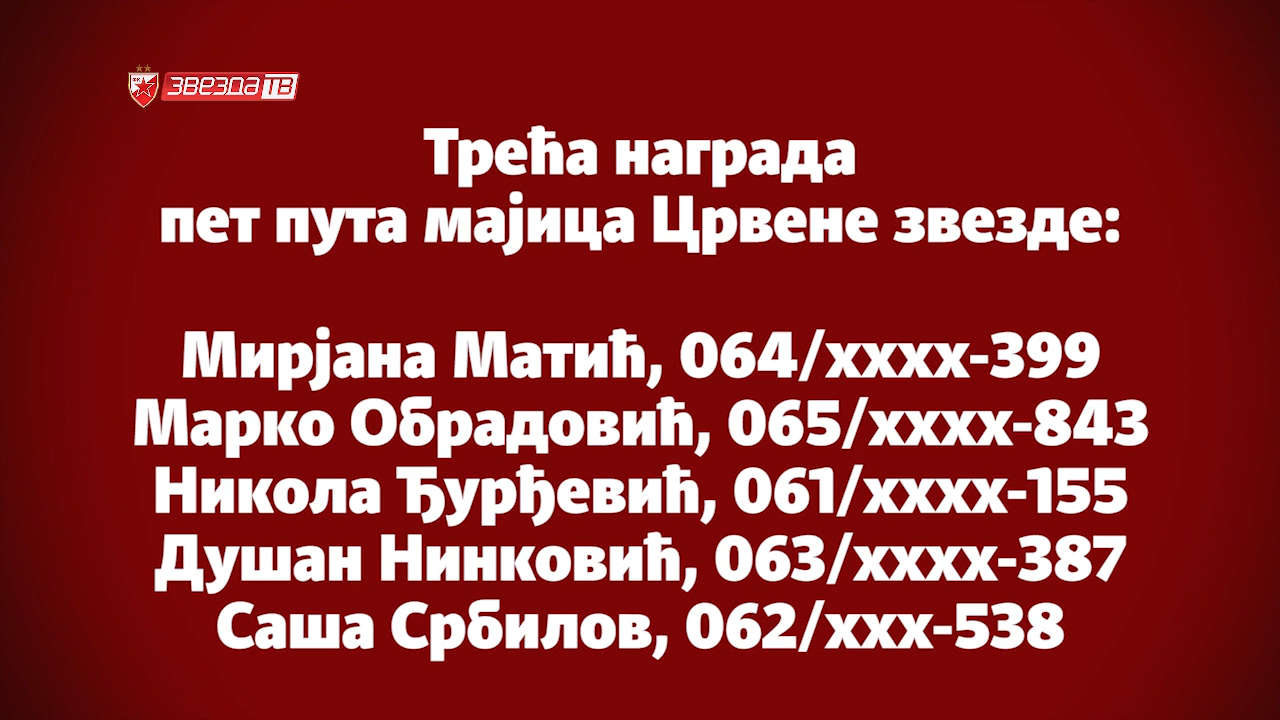 ЗВЕЗДА ТВ
Трећа награда
пет пута мајица Црвене звезде:
Мирјана Матић, 064/xxxx-399
Марко Обрадовић, 065/xxxx-843
Никола Ђурђевић, 061/xxxx-155
Душан Нинковић, 063/xxxx-387
Саша Србилов, 062/xxx-538